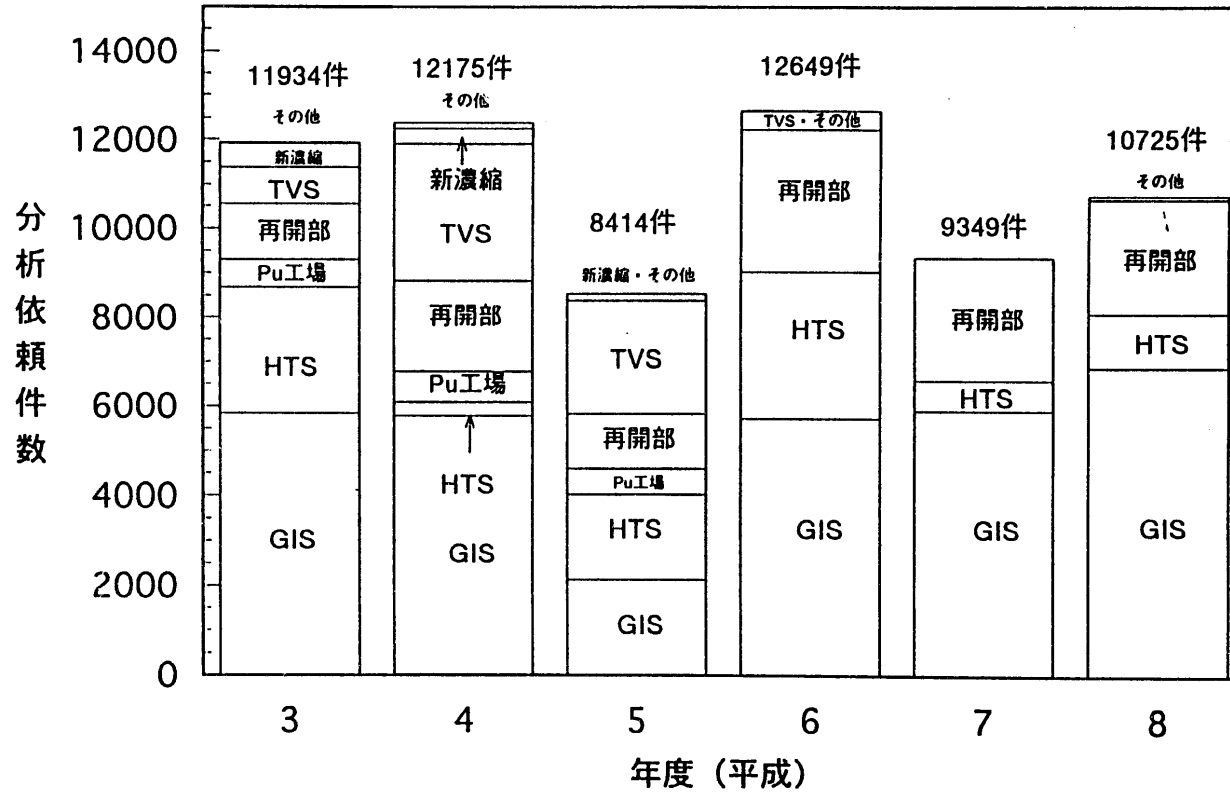 分析依頼件数
14000
12000
10000
8000
6000
4000
2000
0
11934件
その他
新濃縮
TVS
再開部
Pu工場
HTS
GIS
12175件
その他
新濃縮
TVS
再開部
Pu工場
HTS
GIS
8414件
新濃縮・その他
TVS
再開部
Pu工場
HTS
GIS
12649件
TVS・その他
再開部
HTS
GIS
9349件
再開部
HTS
GIS
10725件
その他
再開部
HTS
GIS
3 4 5 6 7 8
年度（平成）